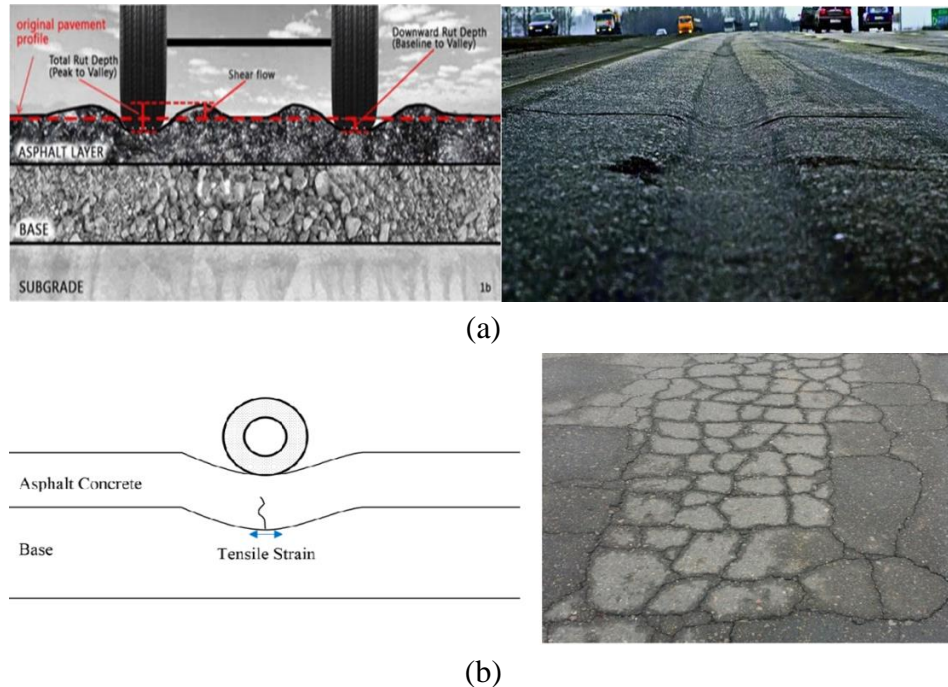 original pavement
profile
Total Rut Depth
(Peak to Valley)
Shear flow
Downward Rut Depth
(Baseline to Valley)
ASPHALT LAYER
BASE
SUBGRADE
1b
(a)
Asphalt Concrete
Base
Tensile Strain
(b)